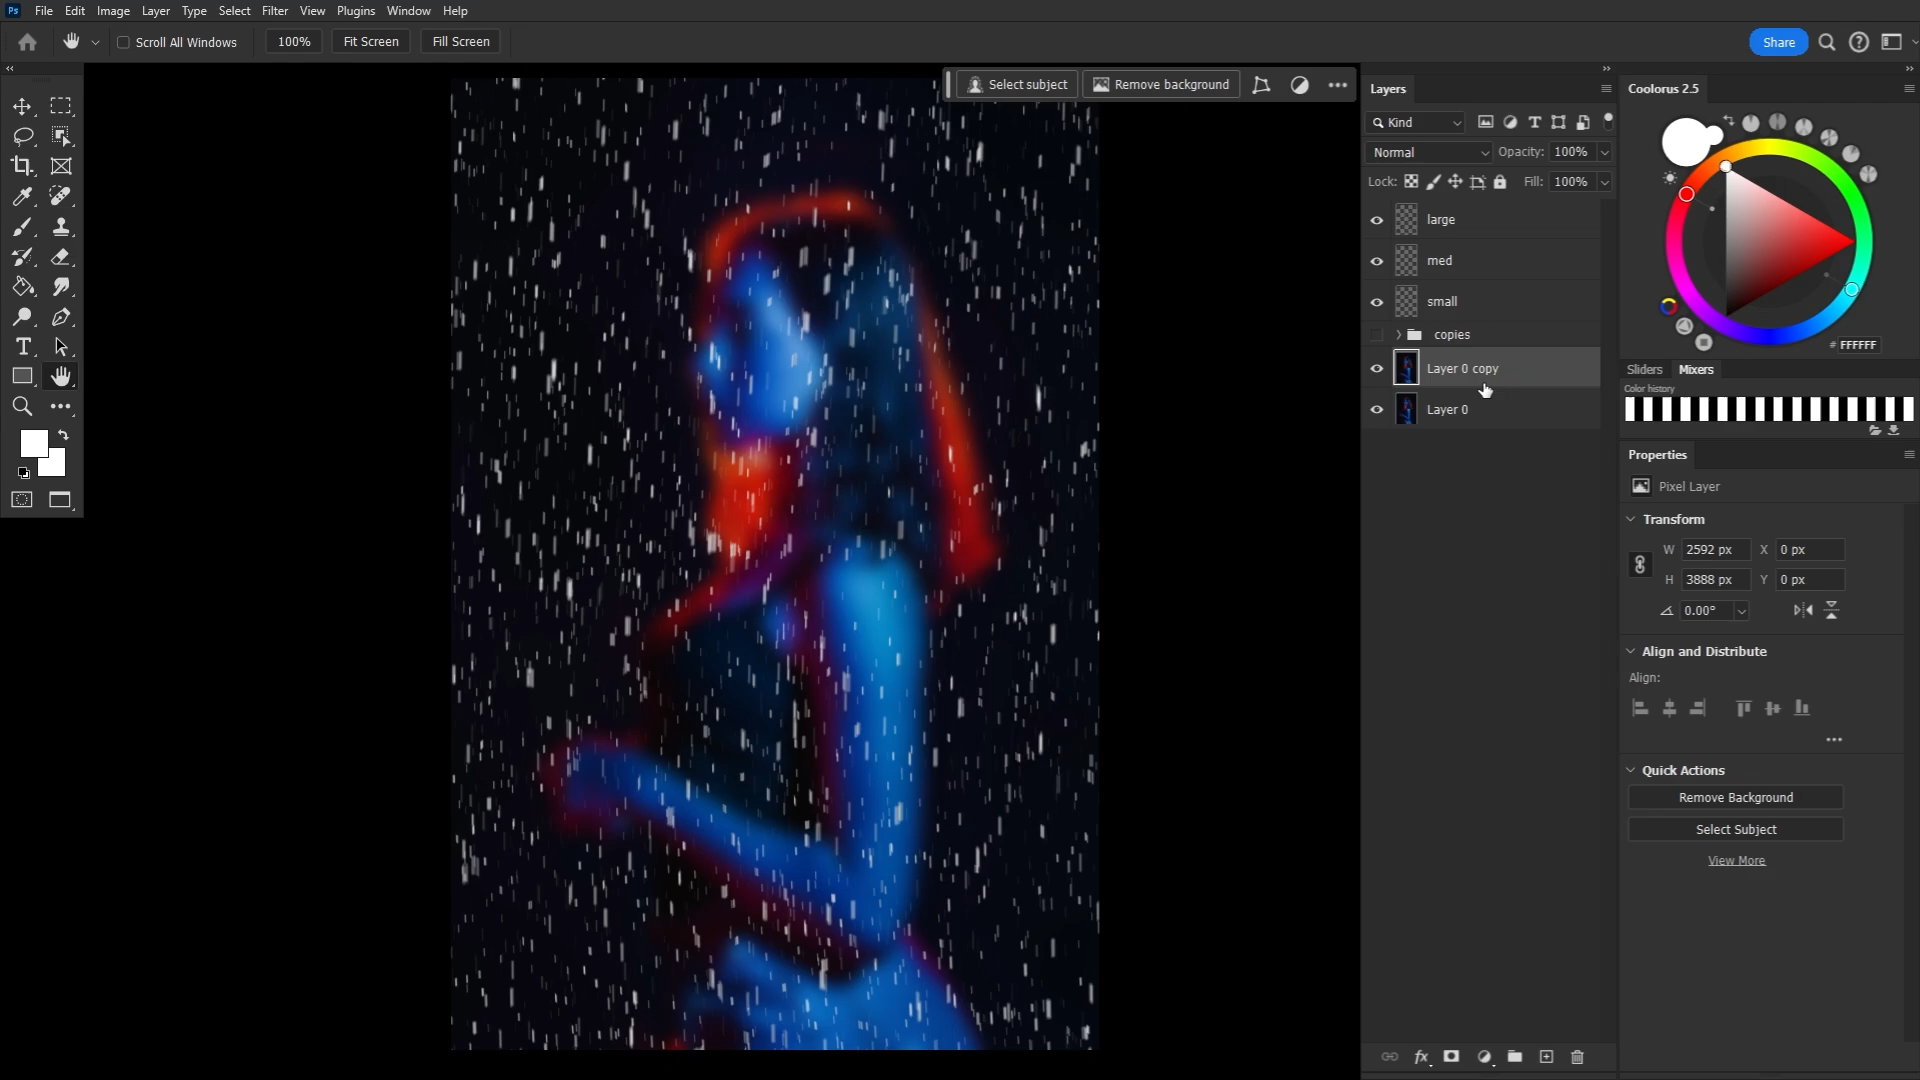 Ps File Edit Image Layer Type Select Filter View Plugins Window Help
Scroll All Windows 100% Fit Screen Fill Screen Share
Select subject Remove background
Layers
Kind
Normal Opacity: 100%
Lock: Fill: 100%
large
med
small
copies
Layer 0 copy
Layer 0
fx
Coolorus 2.5
# FFFFFF
Sliders Mixers
Color history
Properties
Pixel Layer
Transform
W 2592 px X 0 px
H 3888 px Y 0 px
0.00°
Align and Distribute
Align:
Quick Actions
Remove Background
Select Subject
View More